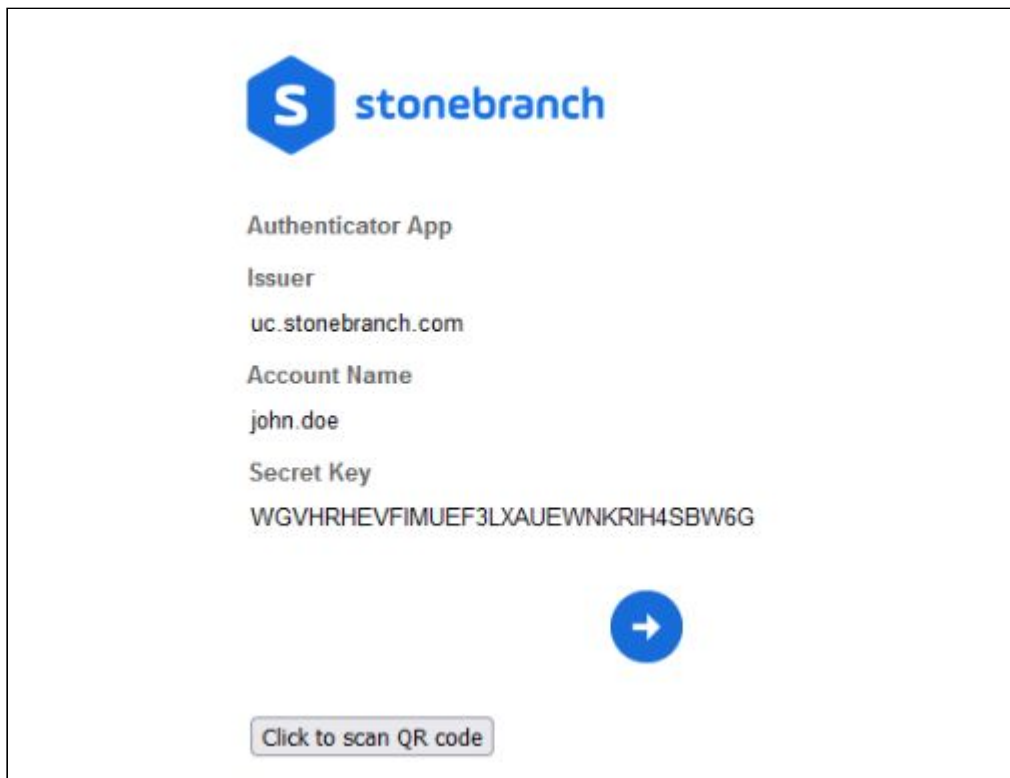 S stonebranch
Authenticator App
Issuer
uc.stonebranch.com
Account Name
john.doe
Secret Key
WGVHRHEVFIMUEF3LXAUEWNKRIH4SBW6G
Click to scan QR code